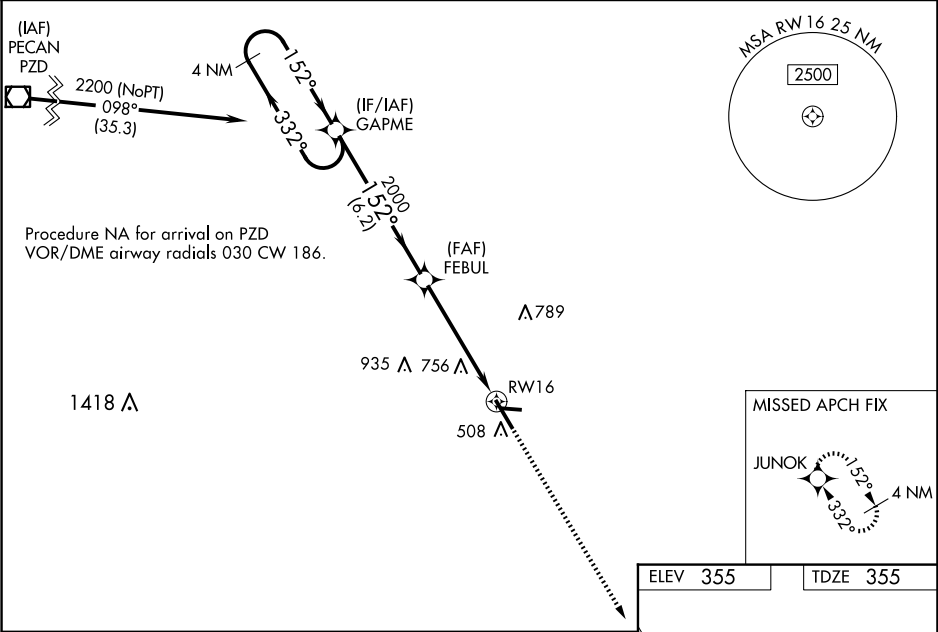 (IAF)
PECAN
PZD
2200 (NoPT)
098°
(35.3)
4 NM
152°
332°
(IF/IAF)
GAPME
2000
152°
(6.2)
MSA RW 16 25 NM
2500
Procedure NA for arrival on PZD
VOR/DME airway radials 030 CW 186.
(FAF)
FEBUL
789
935
756
RW16
1418
508
MISSED APCH FIX
JUNOK
152°
4 NM
332°
ELEV 355
TDZE 355